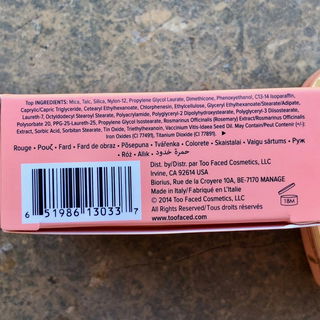 Top INGREDIENTS: Mica, Talc, Silica, Nylon-12, Propylene Glycol Laurate, Dimethicone, Phenoxyethanol, C13-14 Isoparaffin,
Caprylic/Capric Triglyceride, Cetearyl Ethylhexanoate, Chlorphenesin, Ethylcellulose, Glyceryl Ethylhexanoate/Stearate/Adipate,
Laureth-7, Octyldodecyl Stearoyl Stearate, Polyacrylamide, Polyglyceryl-2 Dipolyhydroxystearate, Polyglyceryl-3 Diisostearate,
Polysorbate 20, PPG-25-Laureth-25, Propylene Glycol Isostearate, Rosmarinus Officinalis (Rosemary) Extract/Rosmarinus Officinalis
Extract, Sorbic Acid, Sorbitan Stearate, Tin Oxide, Triethylhexanoin, Vaccinium Vitis-Ideea Seed Oil. May Contain/Peut Contenir (+/-):
Iron Oxides (CI 77491), Titanium Dioxide (CI 77891).
Rouge • Ρουζ • Fard • Fard de obraz • Põsepuna • Tvářenka • Colorete • Skaistalai • Vaigu sārtums • Руж
• Róż • Alık • حمرة خدود
Dist. by/Distr. par Too Faced Cosmetics, LLC
Irvine, CA 92614 USA
Biorius, Rue de la Croyere 10A, BE-7170 MANAGE
Made in Italy/Fabriqué en L'Italie
© 2014 Too Faced Cosmetics, LLC
All rights reserved/Tous droits réservés
toofaced.com
18M
6 51986 13033 7